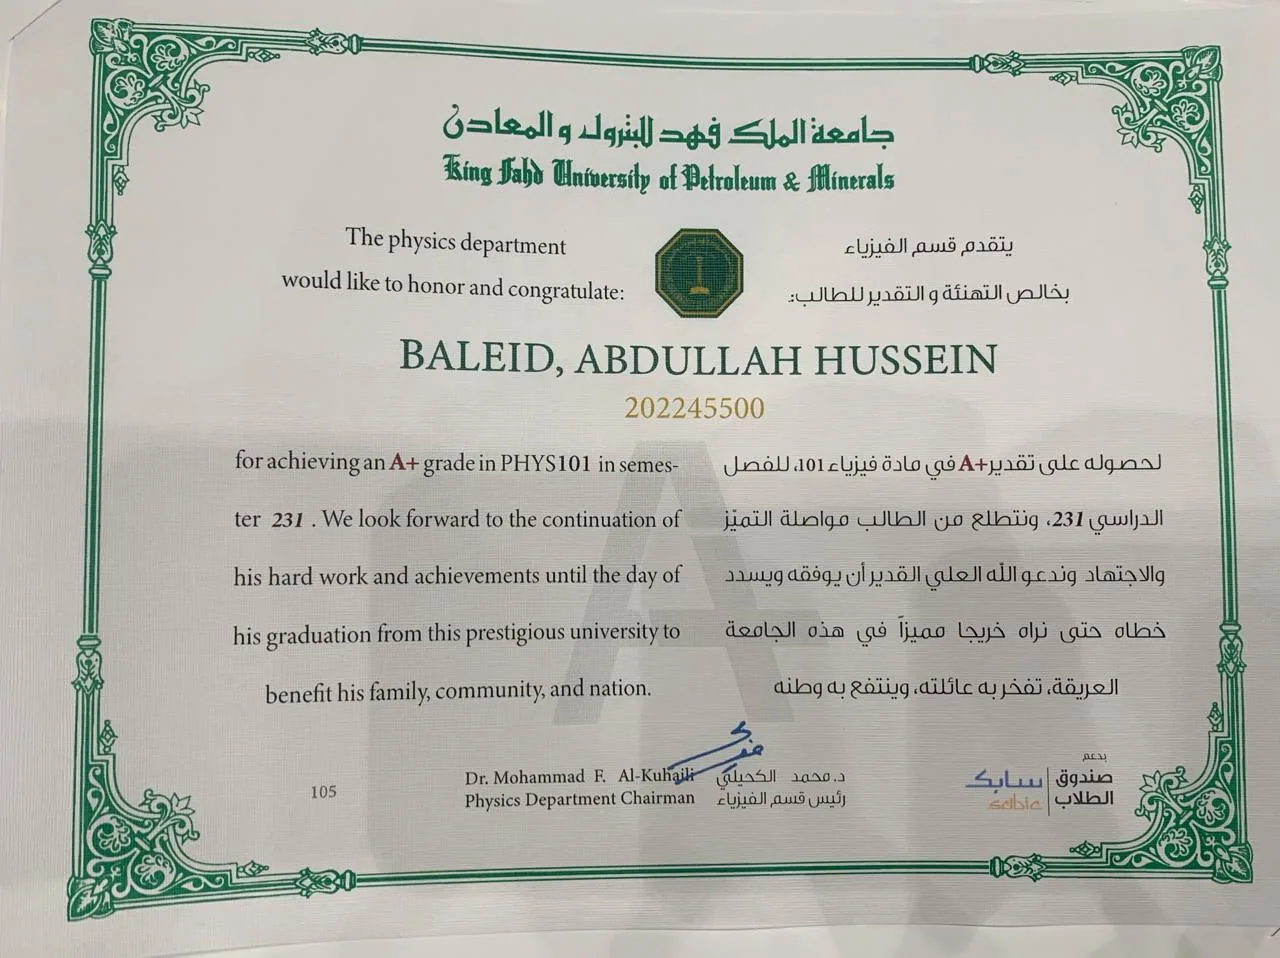 جامعة الملك فهد للبترول و المعادن
King Fahd University of Petroleum & Minerals
The physics department
would like to honor and congratulate:
يتقدم قسم الفيزياء
بخالص التهنئة و التقدير للطالب:
BALEID, ABDULLAH HUSSEIN
202245500
for achieving an A+ grade in PHYS101 in semes-
ter 231 . We look forward to the continuation of
his hard work and achievements until the day of
his graduation from this prestigious university to
benefit his family, community, and nation.
لحصوله على تقدير A+ في مادة فيزياء 101، للفصل
الدراسي 231، ونتطلع من الطالب مواصلة التميّز
والاجتهاد وندعو الله العلي القدير أن يوفقه ويسدد
خطاه حتى نراه خريجا مميزاً في هذه الجامعة
العريقة، تفخر به عائلته، وينتفع به وطنه
A
105
Dr. Mohammad F. Al-Kuhaili
Physics Department Chairman
د.محمد الكحيلي
رئيس قسم الفيزياء
بدعم
صندوق
الطلاب
سابك
sabic